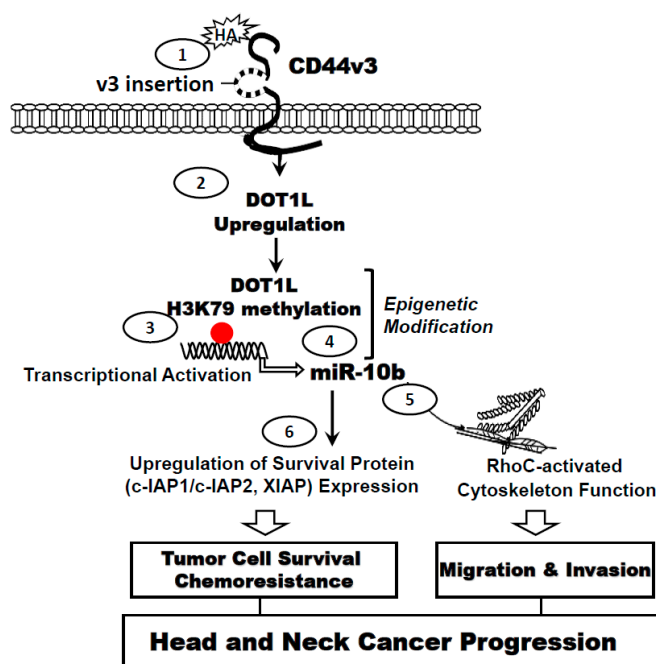 1
HA
CD44v3
v3 insertion
2
DOT1L
Upregulation
DOT1L
H3K79 methylation
Epigenetic
Modification
3
4
Transcriptional Activation
miR-10b
5
6
Upregulation of Survival Protein
(c-IAP1/c-IAP2, XIAP) Expression
RhoC-activated
Cytoskeleton Function
Tumor Cell Survival
Chemoresistance
Migration & Invasion
Head and Neck Cancer Progression